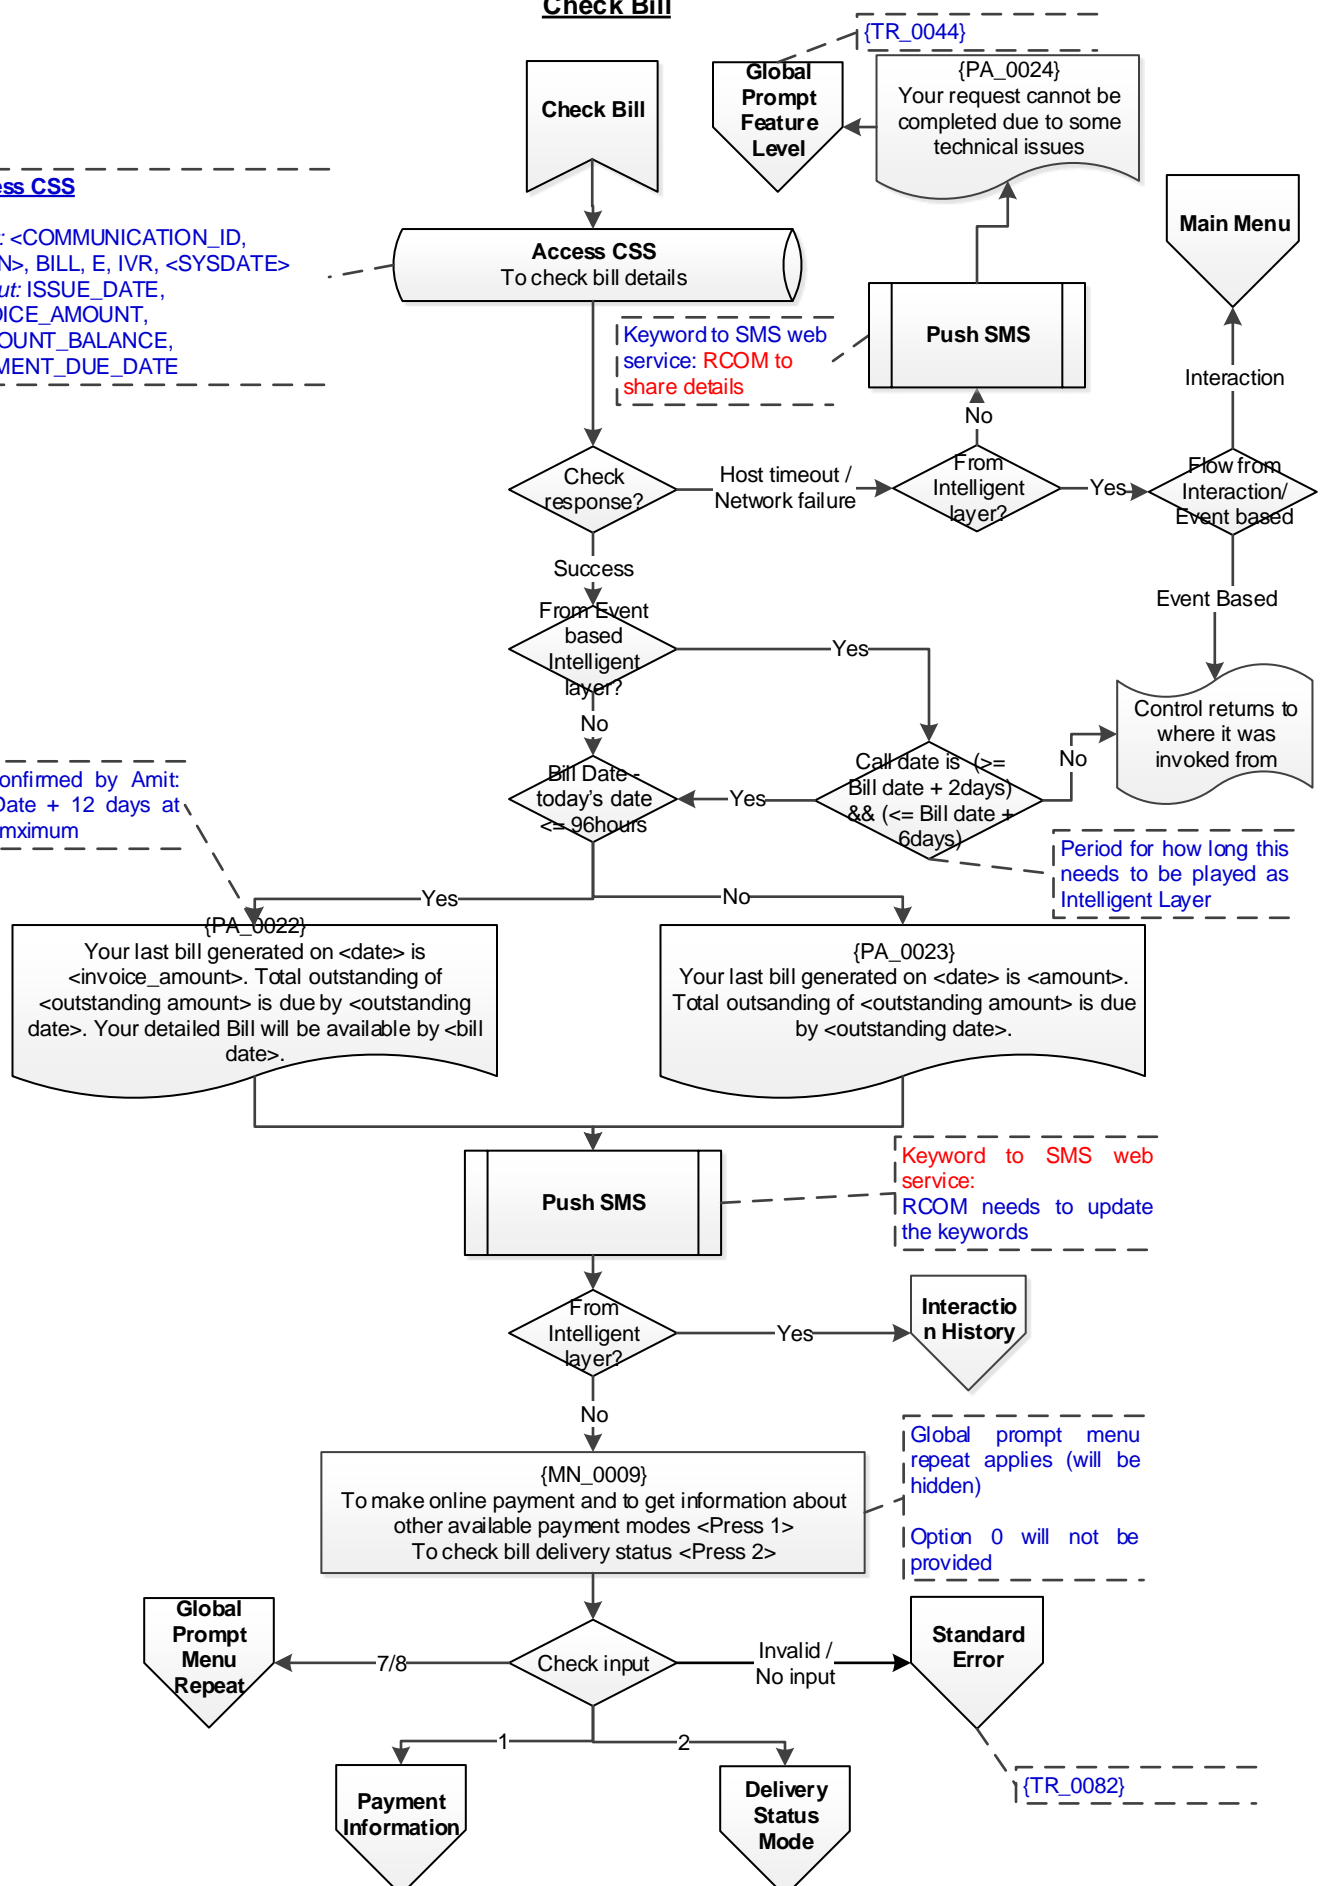 Check Bill
{TR_0044}
Check Bill
Global
Prompt
Feature
Level
{PA_0024}
Your request cannot be
completed due to some
technical issues
Main Menu
ess CSS
: <COMMUNICATION_ID,
N>, BILL, E, IVR, <SYSDATE>
ut: ISSUE_DATE,
OICE_AMOUNT,
OUNT_BALANCE,
MENT_DUE_DATE
Access CSS
To check bill details
Keyword to SMS web
service: RCOM to
share details
Push SMS
Interaction
No
Check
response?
Host timeout /
Network failure
From
Intelligent
layer?
Yes
Flow from
Interaction/
Event based
Success
Event Based
From Event
based
Intelligent
layer?
Yes
No
Control returns to
where it was
invoked from
No
Bill Date -
today's date
<= 96hours
Yes
Call date is (>=
Bill date + 2days)
&& (<= Bill date +
6days)
onfirmed by Amit:
Date + 12 days at
mximum
Period for how long this
needs to be played as
Intelligent Layer
Yes
No
{PA_0022}
Your last bill generated on <date> is
<invoice_amount>. Total outstanding of
<outstanding amount> is due by <outstanding
date>. Your detailed Bill will be available by <bill
date>.
{PA_0023}
Your last bill generated on <date> is <amount>.
Total outsanding of <outstanding amount> is due
by <outstanding date>.
Push SMS
Keyword to SMS web
service:
RCOM needs to update
the keywords
From
Intelligent
layer?
Yes
Interactio
n History
No
{MN_0009}
To make online payment and to get information about
other available payment modes <Press 1>
To check bill delivery status <Press 2>
Global prompt menu
repeat applies (will be
hidden)
Option 0 will not be
provided
Global
Prompt
Menu
Repeat
7/8
Check input
Invalid /
No input
Standard
Error
1
2
Payment
Information
Delivery
Status
Mode
{TR_0082}